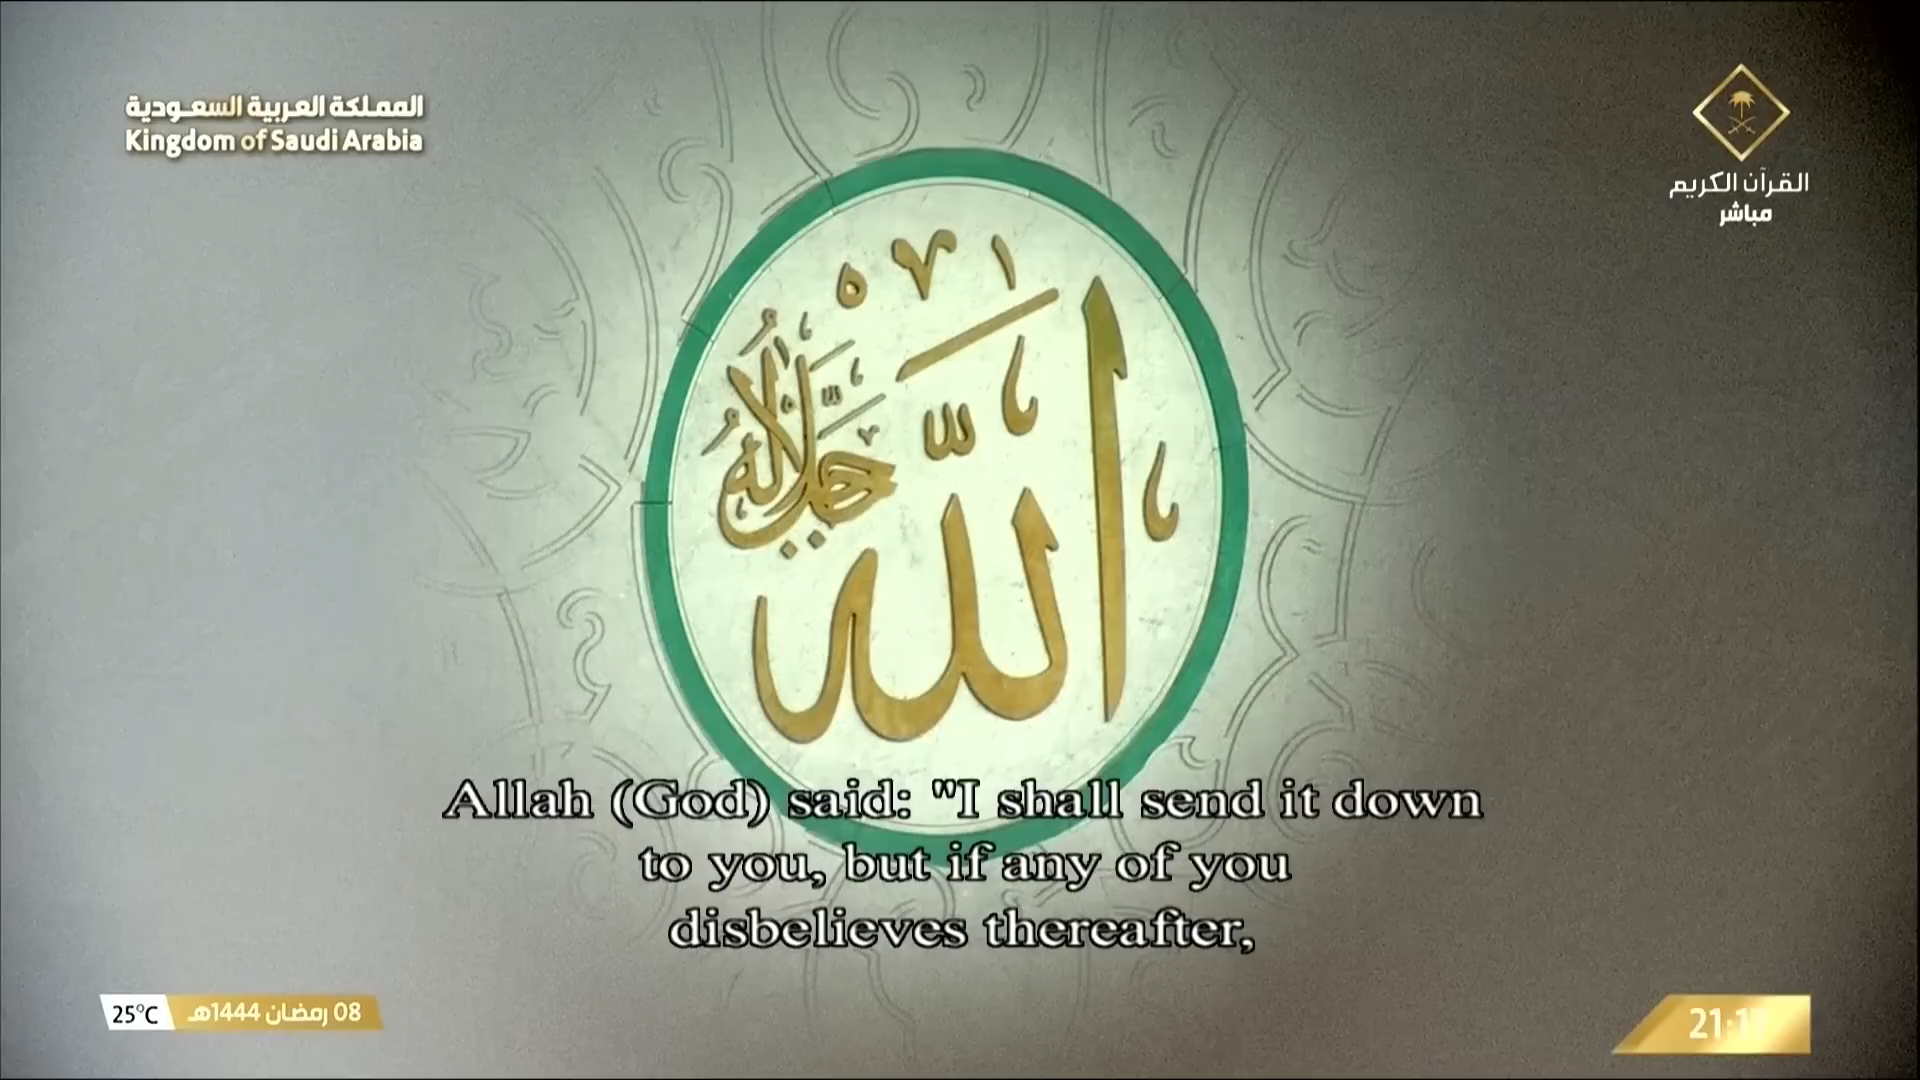 المملكة العربية السعودية
Kingdom of Saudi Arabia
القرآن الكريم
مباشر
الله
جل جلاله
Allah (God) said: "I shall send it down
to you, but if any of you
disbelieves thereafter,
25°C
08 رمضان 1444هـ